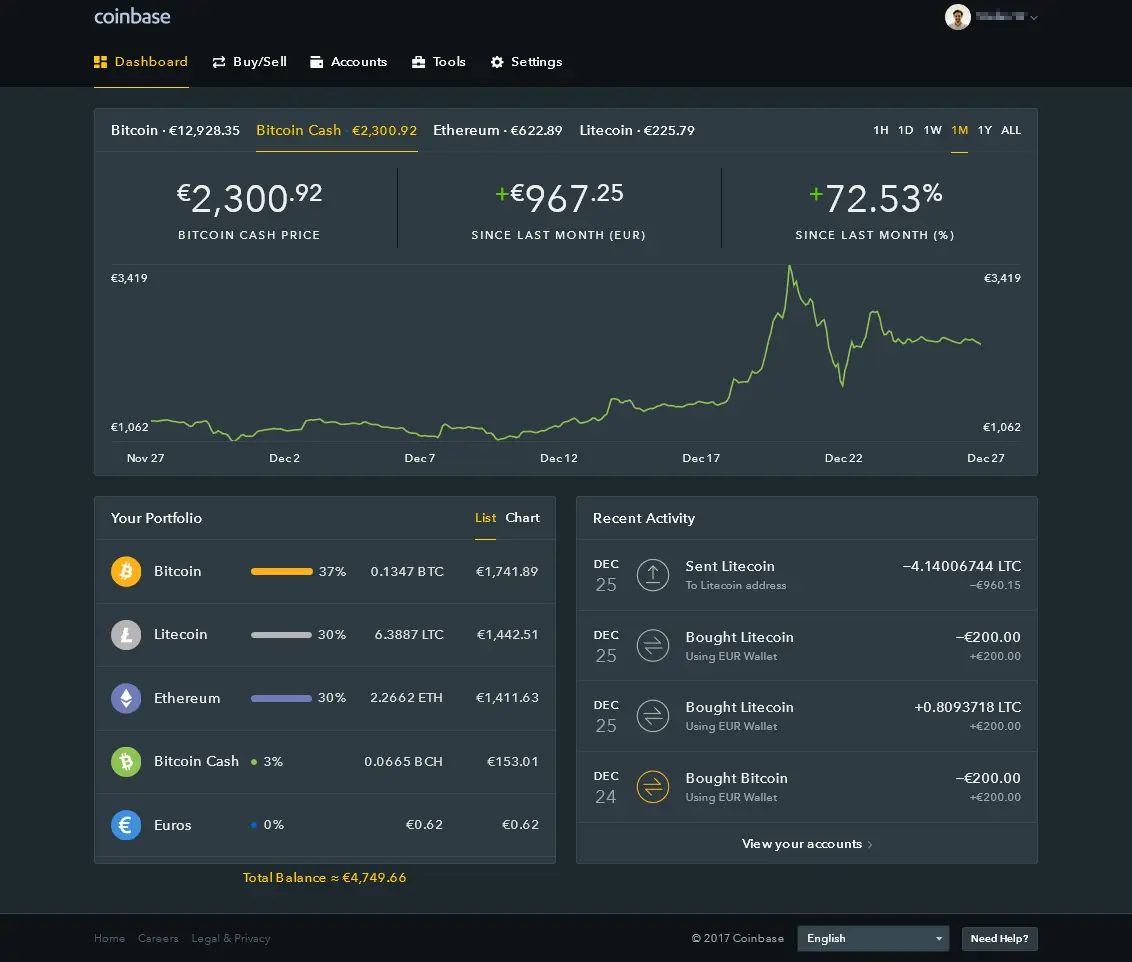 coinbase
Dashboard Buy/Sell Accounts Tools Settings
Bitcoin · €12,928.35 Bitcoin Cash · €2,300.92 Ethereum · €622.89 Litecoin · €225.79 1H 1D 1W 1M 1Y ALL
€2,300.92 +€967.25 +72.53%
BITCOIN CASH PRICE SINCE LAST MONTH (EUR) SINCE LAST MONTH (%)
€3,419 €3,419
€1,062 €1,062
Nov 27 Dec 2 Dec 7 Dec 12 Dec 17 Dec 22 Dec 27
Your Portfolio List Chart
Bitcoin 37% 0.1347 BTC €1,741.89
Litecoin 30% 6.3887 LTC €1,442.51
Ethereum 30% 2.2662 ETH €1,411.63
Bitcoin Cash 3% 0.0665 BCH €153.01
Euros 0% €0.62 €0.62
Total Balance ≈ €4,749.66
Recent Activity
DEC 25 Sent Litecoin −4.14006744 LTC
To Litecoin address −€960.15
DEC 25 Bought Litecoin −€200.00
Using EUR Wallet +€200.00
DEC 25 Bought Litecoin +0.8093718 LTC
Using EUR Wallet +€200.00
DEC 24 Bought Bitcoin −€200.00
Using EUR Wallet +€200.00
View your accounts
Home Careers Legal & Privacy © 2017 Coinbase English Need Help?